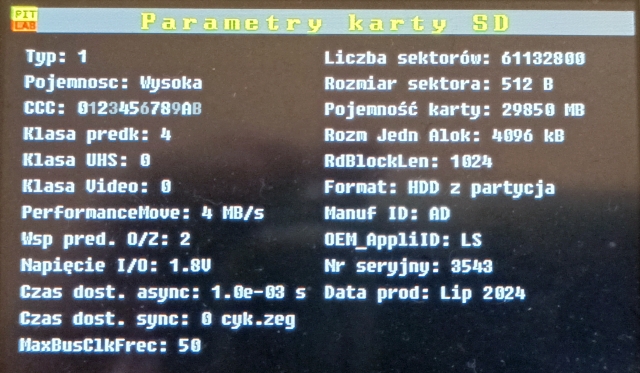 PIT LAB
Parametry karty SD
Typ: 1
Pojemnosc: Wysoka
CCC: 0123456789AB
Klasa predk: 4
Klasa UHS: 0
Klasa Video: 0
PerformanceMove: 4 MB/s
Wsp pred. O/Z: 2
Napięcie I/O: 1.8V
Czas dost. async: 1.0e-03 s
Czas dost. sync: 0 cyk.zeg
MaxBusClkFrec: 50
Liczba sektorów: 61132800
Rozmiar sektora: 512 B
Pojemność karty: 29850 MB
Rozm Jedn Alok: 4096 kB
RdBlockLen: 1024
Format: HDD z partycja
Manuf ID: AD
OEM_AppliID: LS
Nr seryjny: 3543
Data prod: Lip 2024